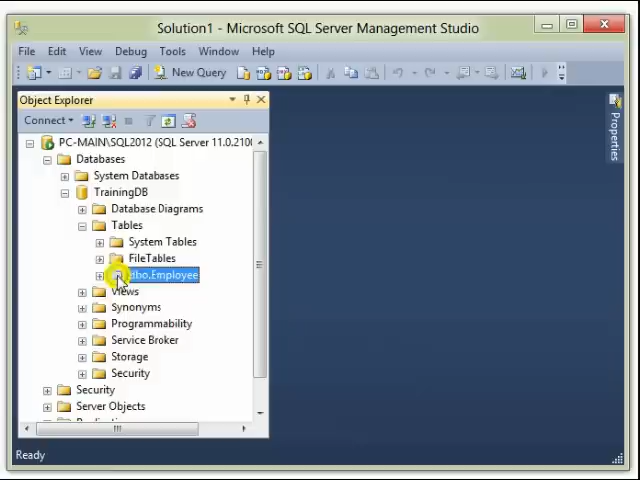 Solution1 - Microsoft SQL Server Management Studio
File Edit View Debug Tools Window Help
New Query
Object Explorer
Connect
PC-MAIN\SQL2012 (SQL Server 11.0.2100
Databases
System Databases
TrainingDB
Database Diagrams
Tables
System Tables
FileTables
dbo.Employee
Views
Synonyms
Programmability
Service Broker
Storage
Security
Security
Server Objects
Ready
Properties